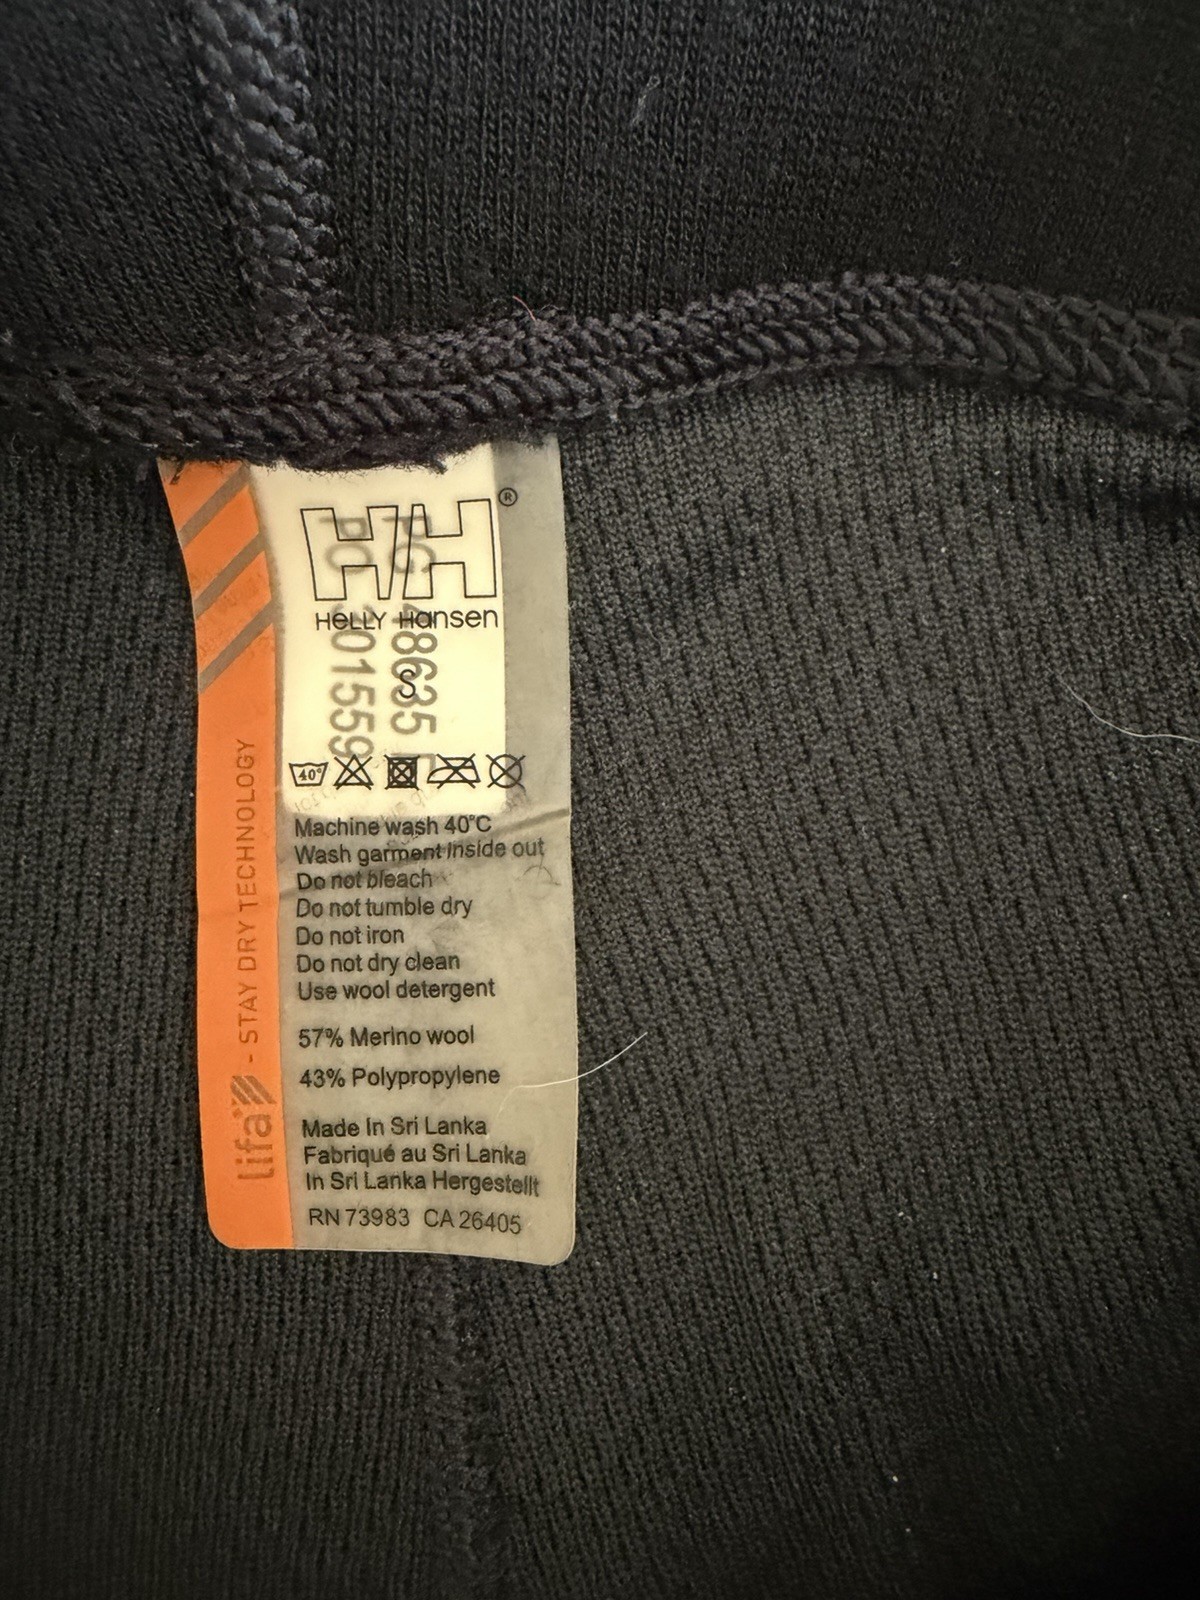 HH®
HELLY Hansen
S
40°
Machine wash 40°C
Wash garment inside out
Do not bleach
Do not tumble dry
Do not iron
Do not dry clean
Use wool detergent
57% Merino wool
43% Polypropylene
Made In Sri Lanka
Fabriqué au Sri Lanka
In Sri Lanka Hergestellt
RN 73983 CA 26405
lifa - STAY DRY TECHNOLOGY
48635